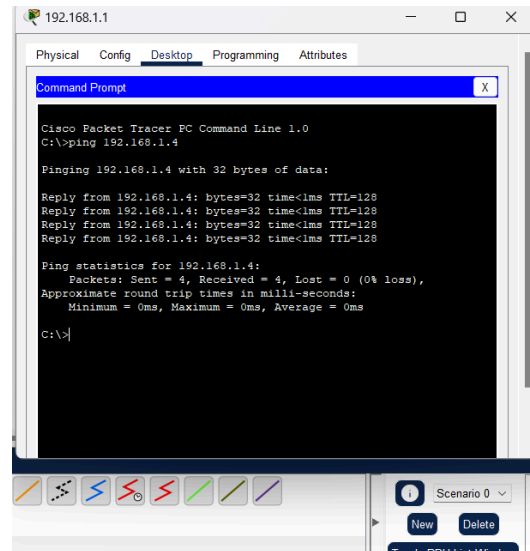 192.168.1.1
Physical Config Desktop Programming Attributes
Command Prompt
X
Cisco Packet Tracer PC Command Line 1.0
C:\>ping 192.168.1.4
Pinging 192.168.1.4 with 32 bytes of data:
Reply from 192.168.1.4: bytes=32 time<1ms TTL=128
Reply from 192.168.1.4: bytes=32 time<1ms TTL=128
Reply from 192.168.1.4: bytes=32 time<1ms TTL=128
Reply from 192.168.1.4: bytes=32 time<1ms TTL=128
Ping statistics for 192.168.1.4:
Packets: Sent = 4, Received = 4, Lost = 0 (0% loss),
Approximate round trip times in milli-seconds:
Minimum = 0ms, Maximum = 0ms, Average = 0ms
C:\>
Scenario 0
New Delete